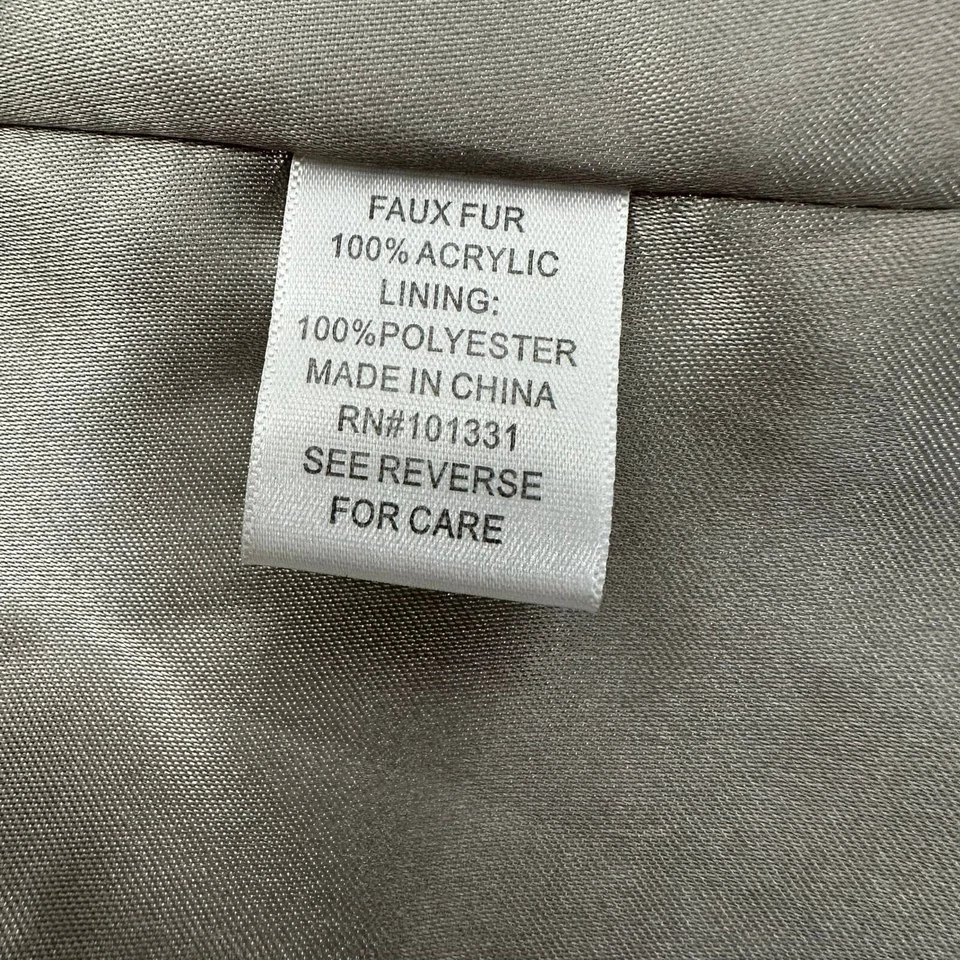 FAUX FUR
100% ACRYLIC
LINING:
100%POLYESTER
MADE IN CHINA
RN#101331
SEE REVERSE
FOR CARE